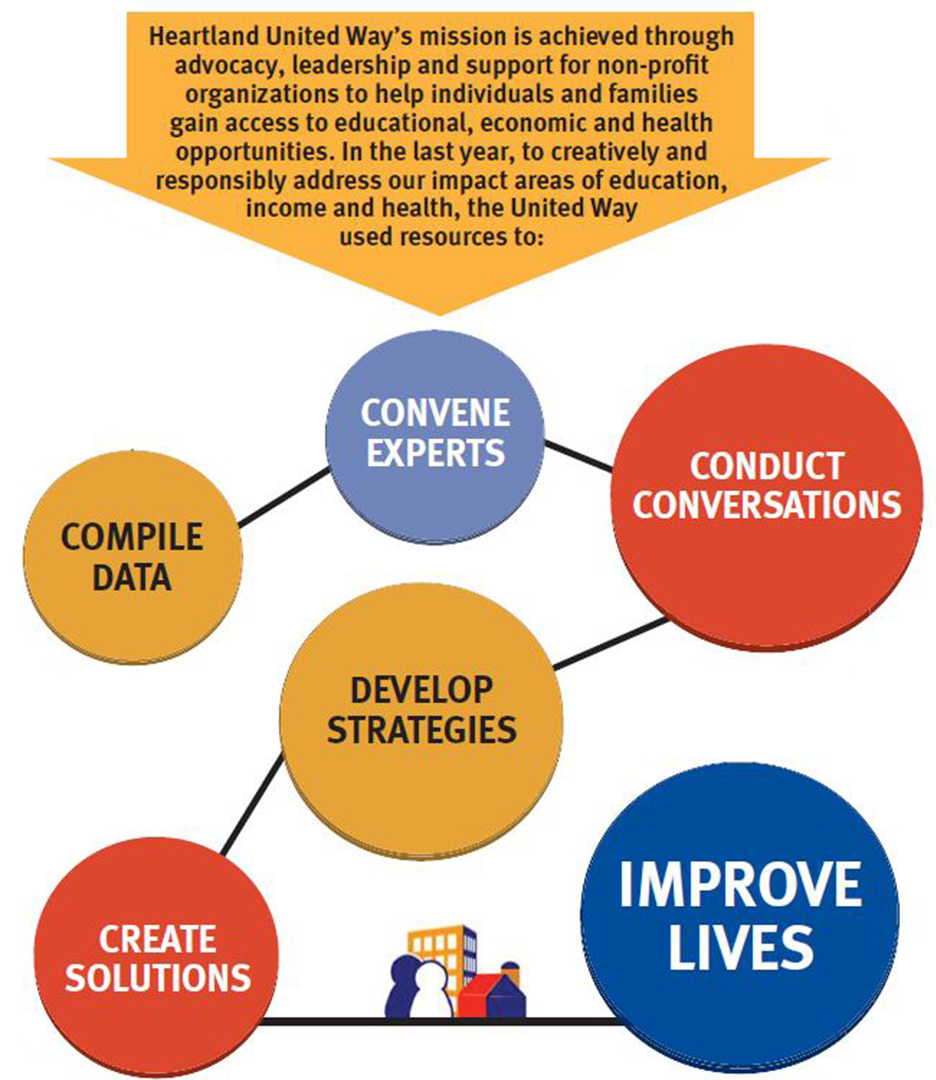 Heartland United Way's mission is achieved through
advocacy, leadership and support for non-profit
organizations to help individuals and families
gain access to educational, economic and health
opportunities. In the last year, to creatively and
responsibly address our impact areas of education,
income and health, the United Way
used resources to:
COMPILE
DATA
CONVENE
EXPERTS
CONDUCT
CONVERSATIONS
DEVELOP
STRATEGIES
CREATE
SOLUTIONS
IMPROVE
LIVES